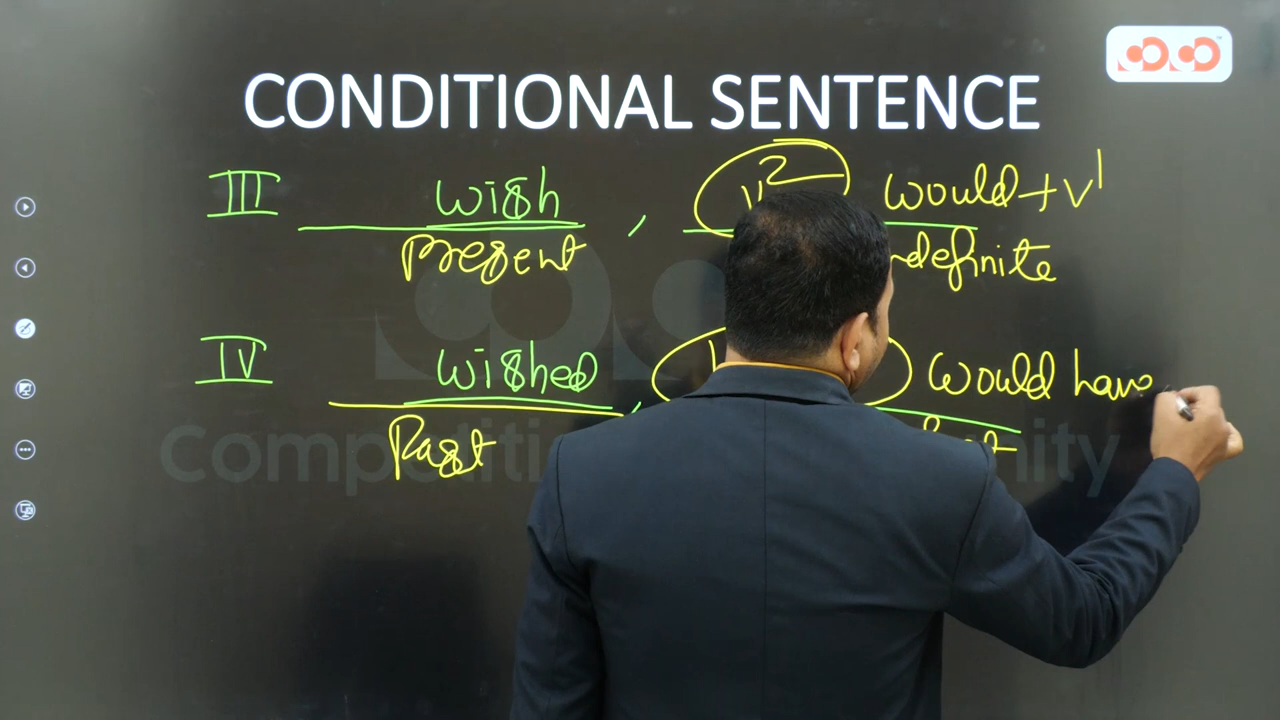 CONDITIONAL SENTENCE
III wish , V² would + V¹
Present definite
IV wished , would have
Past